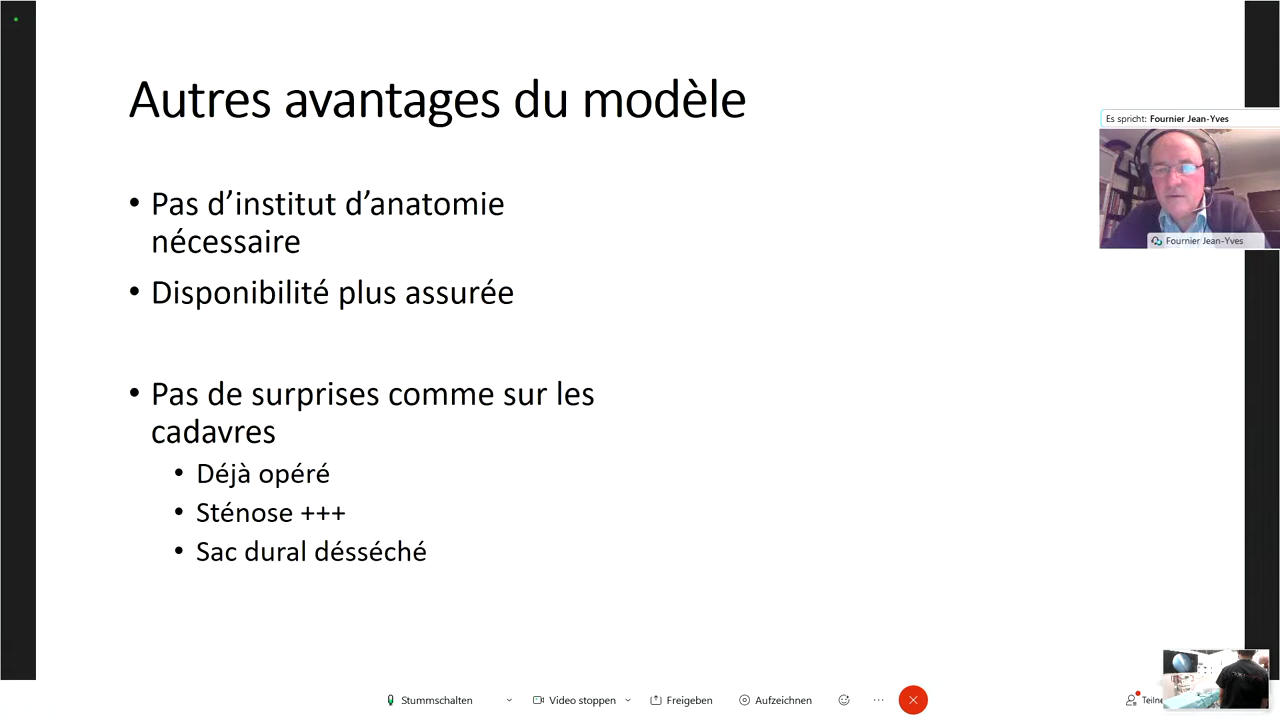 Autres avantages du modèle
• Pas d’institut d’anatomie
nécessaire
• Disponibilité plus assurée
• Pas de surprises comme sur les
cadavres
• Déjà opéré
• Sténose +++
• Sac dural désséché
Es spricht: Fournier Jean-Yves
Fournier Jean-Yves
Stummschalten
Video stoppen
Freigeben
Aufzeichnen